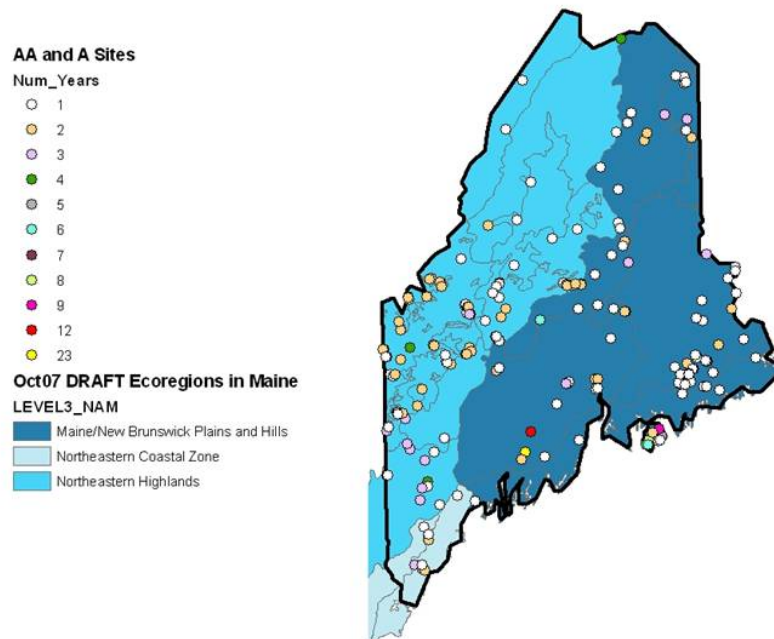 AA and A Sites
Num_Years
1
2
3
4
5
6
7
8
9
12
23
Oct07 DRAFT Ecoregions in Maine
LEVEL3_NAM
Maine/New Brunswick Plains and Hills
Northeastern Coastal Zone
Northeastern Highlands